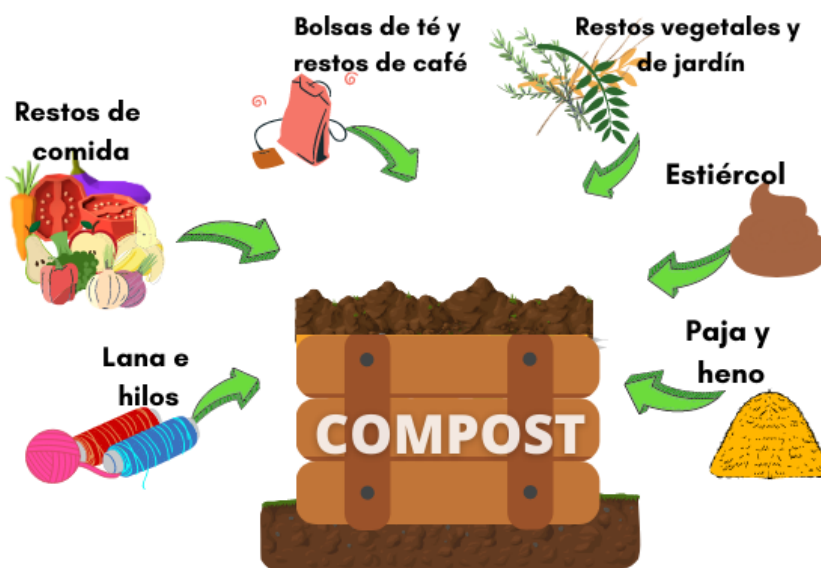 Bolsas de té y
restos de café
Restos vegetales y
de jardín
Restos de
comida
Estiércol
Lana e
hilos
Paja y
heno
COMPOST